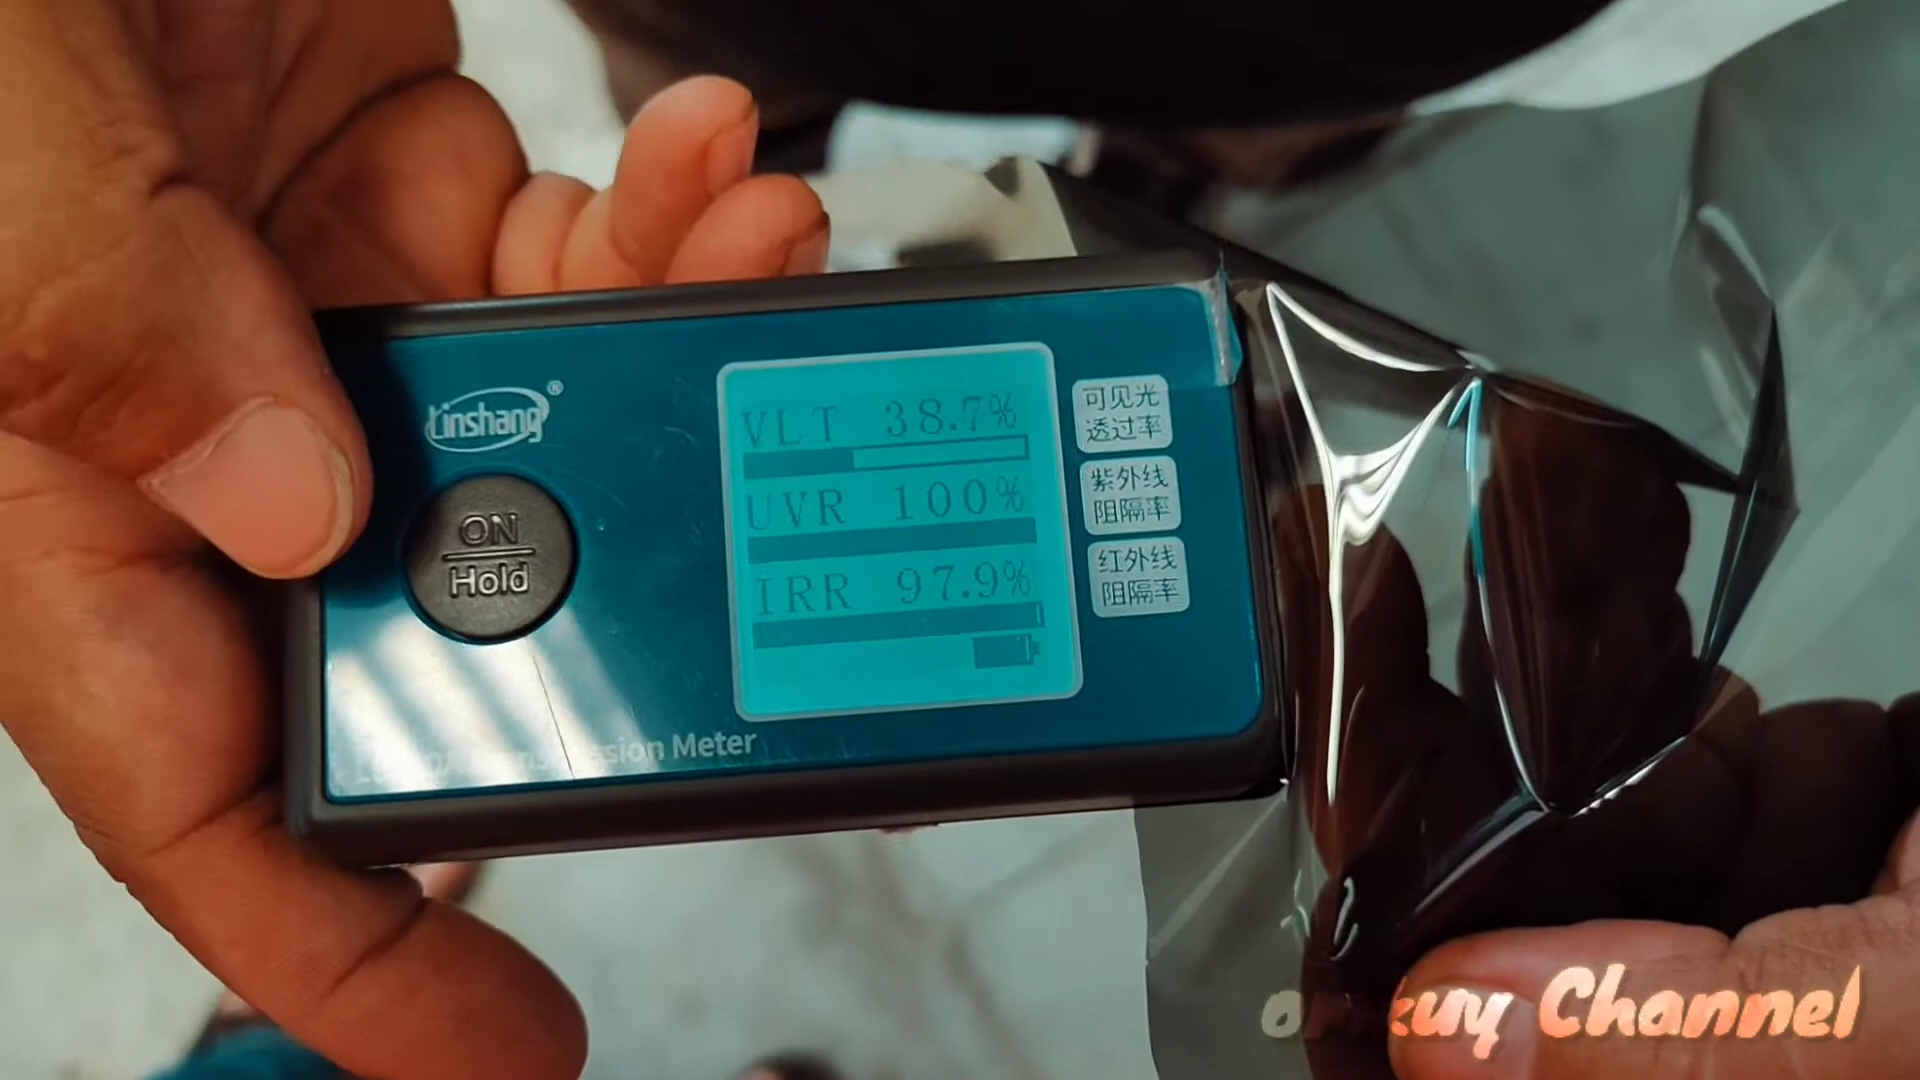 Linshang®
ON
Hold
VLT 38.7%
UVR 100%
IRR 97.9%
可见光
透过率
紫外线
阻隔率
红外线
阻隔率
Meter
Channel